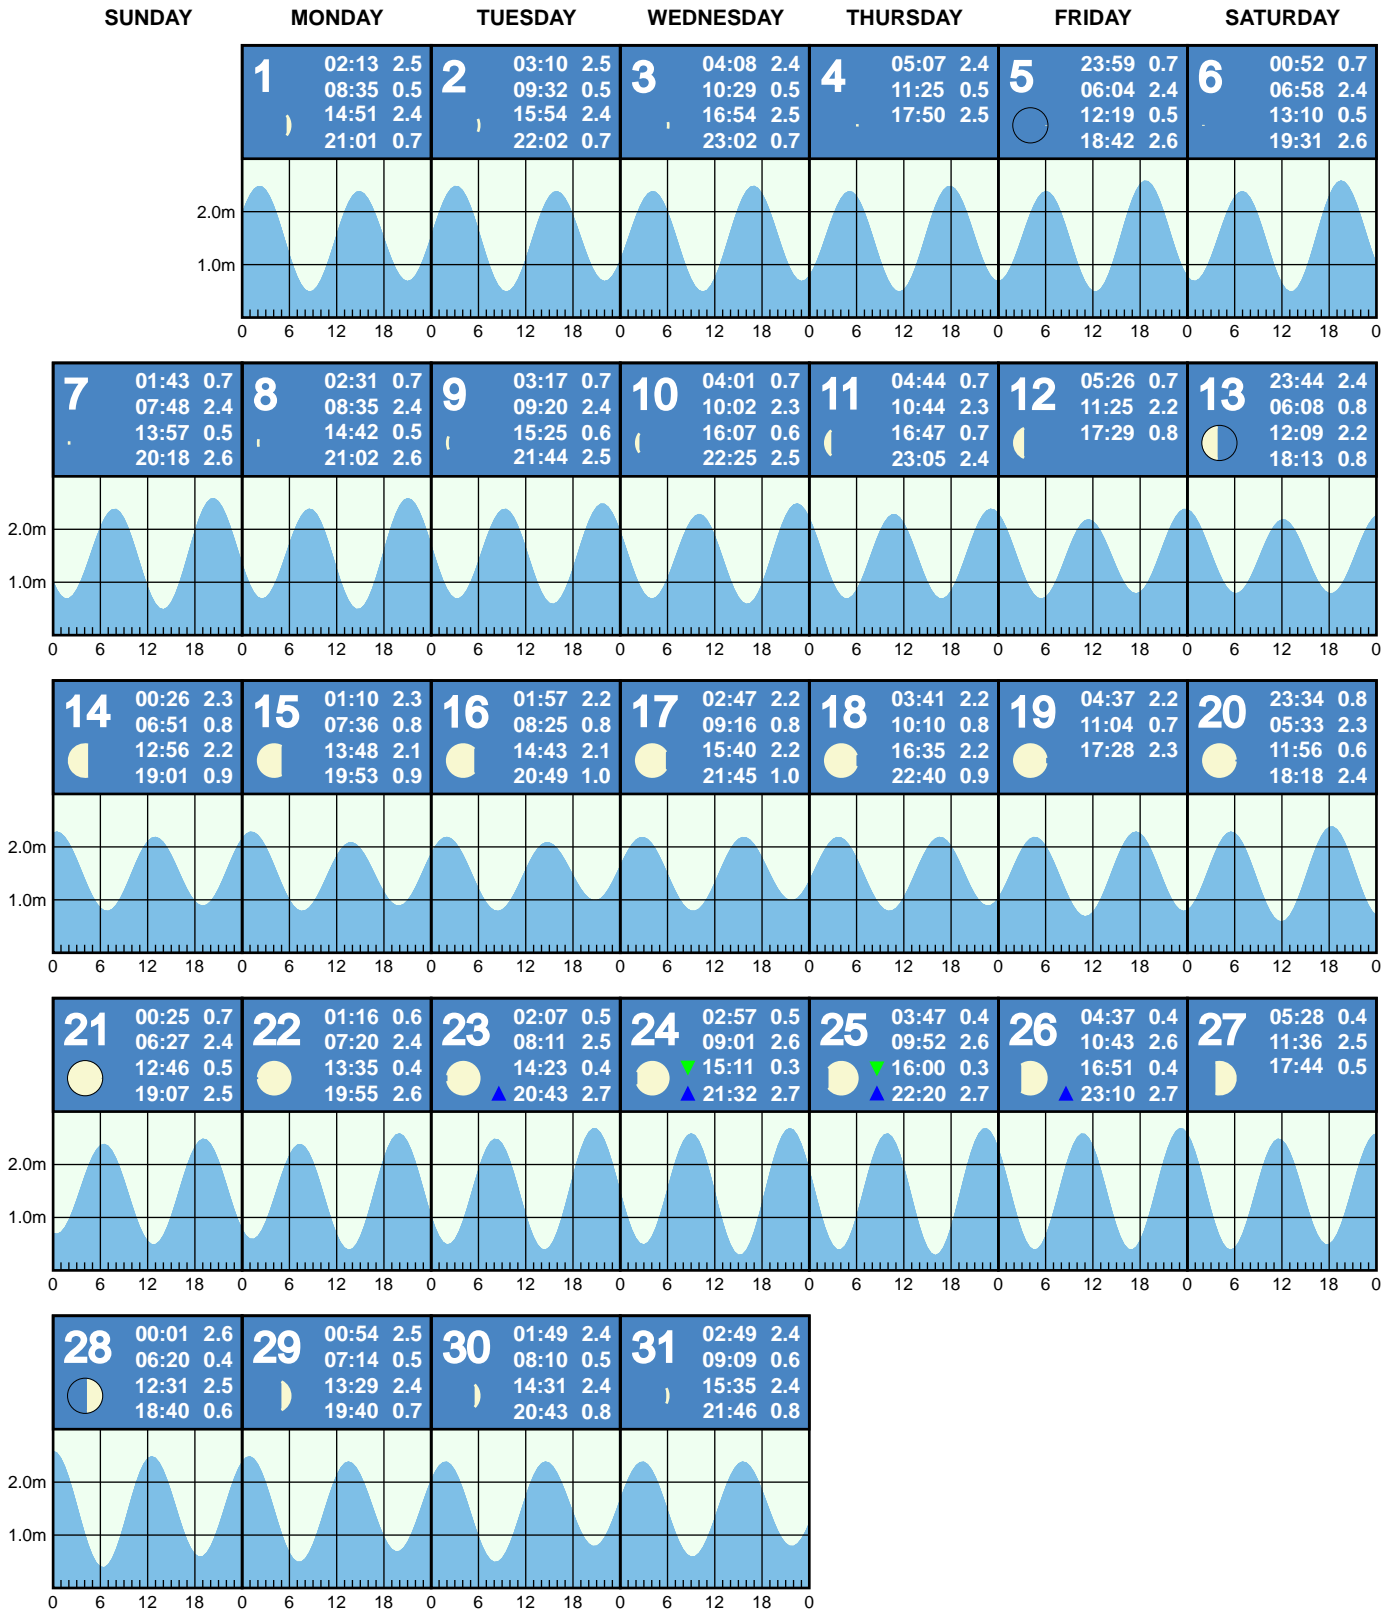 SUNDAY MONDAY TUESDAY WEDNESDAY THURSDAY FRIDAY SATURDAY
1 02:13 2.5
08:35 0.5
14:51 2.4
21:01 0.7
2 03:10 2.5
09:32 0.5
15:54 2.4
22:02 0.7
3 04:08 2.4
10:29 0.5
16:54 2.5
23:02 0.7
4 05:07 2.4
11:25 0.5
17:50 2.5
5 23:59 0.7
06:04 2.4
12:19 0.5
18:42 2.6
6 00:52 0.7
06:58 2.4
13:10 0.5
19:31 2.6
2.0m
1.0m
0 6 12 18 0 6 12 18 0 6 12 18 0 6 12 18 0 6 12 18 0 6 12 18 0
7 01:43 0.7
07:48 2.4
13:57 0.5
20:18 2.6
8 02:31 0.7
08:35 2.4
14:42 0.5
21:02 2.6
9 03:17 0.7
09:20 2.4
15:25 0.6
21:44 2.5
10 04:01 0.7
10:02 2.3
16:07 0.6
22:25 2.5
11 04:44 0.7
10:44 2.3
16:47 0.7
23:05 2.4
12 05:26 0.7
11:25 2.2
17:29 0.8
13 23:44 2.4
06:08 0.8
12:09 2.2
18:13 0.8
2.0m
1.0m
0 6 12 18 0 6 12 18 0 6 12 18 0 6 12 18 0 6 12 18 0 6 12 18 0 6 12 18 0
14 00:26 2.3
06:51 0.8
12:56 2.2
19:01 0.9
15 01:10 2.3
07:36 0.8
13:48 2.1
19:53 0.9
16 01:57 2.2
08:25 0.8
14:43 2.1
20:49 1.0
17 02:47 2.2
09:16 0.8
15:40 2.2
21:45 1.0
18 03:41 2.2
10:10 0.8
16:35 2.2
22:40 0.9
19 04:37 2.2
11:04 0.7
17:28 2.3
20 23:34 0.8
05:33 2.3
11:56 0.6
18:18 2.4
2.0m
1.0m
0 6 12 18 0 6 12 18 0 6 12 18 0 6 12 18 0 6 12 18 0 6 12 18 0 6 12 18 0
21 00:25 0.7
06:27 2.4
12:46 0.5
19:07 2.5
22 01:16 0.6
07:20 2.4
13:35 0.4
19:55 2.6
23 02:07 0.5
08:11 2.5
14:23 0.4
20:43 2.7
24 02:57 0.5
09:01 2.6
15:11 0.3
21:32 2.7
25 03:47 0.4
09:52 2.6
16:00 0.3
22:20 2.7
26 04:37 0.4
10:43 2.6
16:51 0.4
23:10 2.7
27 05:28 0.4
11:36 2.5
17:44 0.5
2.0m
1.0m
0 6 12 18 0 6 12 18 0 6 12 18 0 6 12 18 0 6 12 18 0 6 12 18 0 6 12 18 0
28 00:01 2.6
06:20 0.4
12:31 2.5
18:40 0.6
29 00:54 2.5
07:14 0.5
13:29 2.4
19:40 0.7
30 01:49 2.4
08:10 0.5
14:31 2.4
20:43 0.8
31 02:49 2.4
09:09 0.6
15:35 2.4
21:46 0.8
2.0m
1.0m
0 6 12 18 0 6 12 18 0 6 12 18 0 6 12 18 0